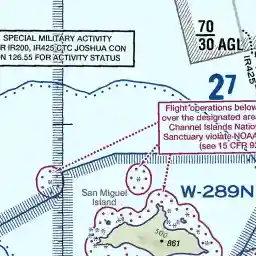 SPECIAL MILITARY ACTIVITY
R IR200, IR425 CTC JOSHUA CON
N 126.55 FOR ACTIVITY STATUS
70
30 AGL
IR425
27
Flight operations below
over the designated area
Channel Islands Natio
Sanctuary violate NOAA
(see 15 CFR 92
San Miguel
Island
W-289N
500
861